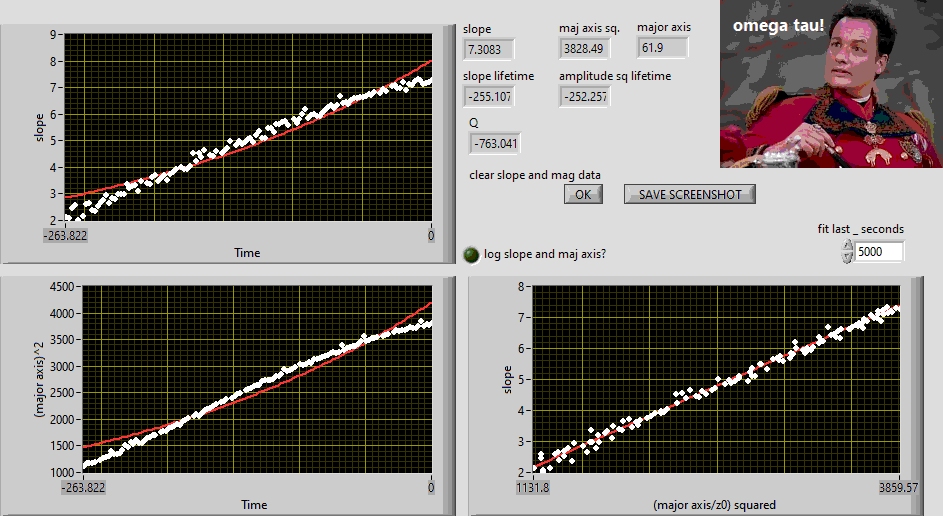 omega tau!
slope
maj axis sq.
major axis
7.3083
3828.49
61.9
slope lifetime
amplitude sq lifetime
-255.107
-252.257
Q
-763.041
clear slope and mag data
OK
SAVE SCREENSHOT
fit last _ seconds
5000
log slope and maj axis?
9
8
7
6
5
4
3
2
slope
-263.822
0
Time
4500
4000
3500
3000
2500
2000
1500
1000
(major axis)^2
-263.822
0
Time
8
7
6
5
4
3
2
slope
1131.8
3859.57
(major axis/z0) squared